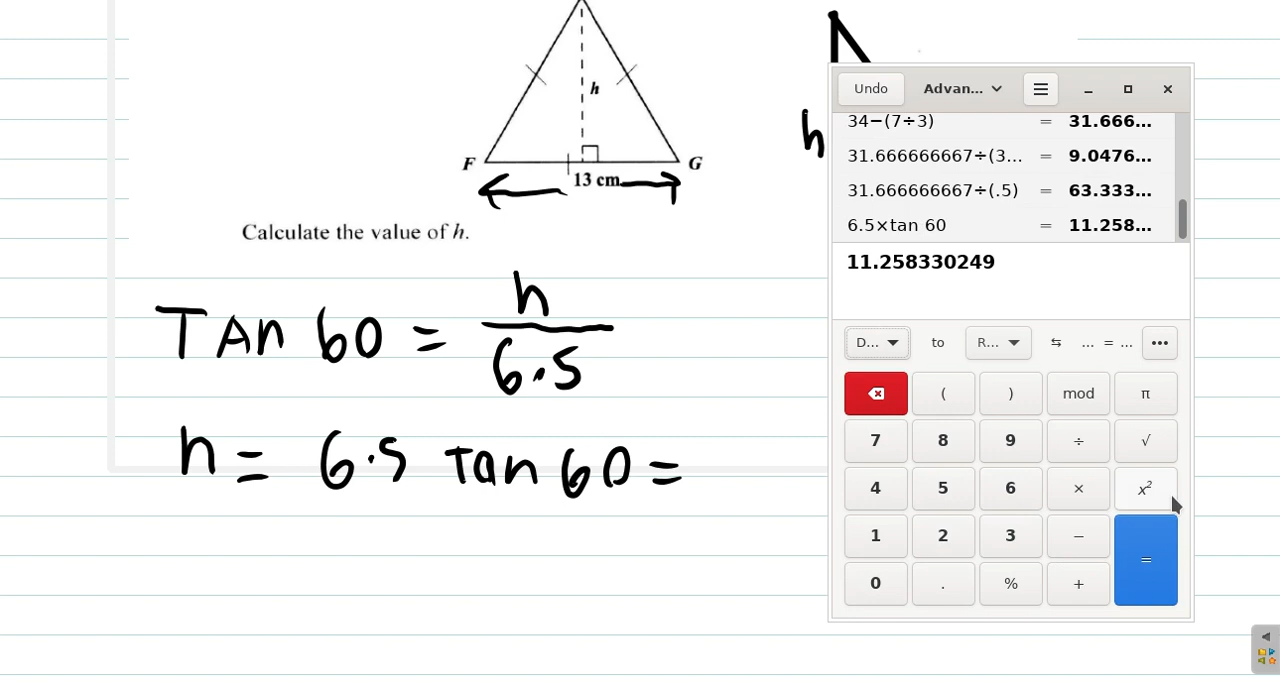 h
F
G
13 cm
h
Calculate the value of h.
TAn 60 = h
6.5
h = 6.5 Tan 60 =
Undo
Advan...
34−(7÷3) = 31.666...
31.666666667÷(3... = 9.0476...
31.666666667÷(.5) = 63.333...
6.5×tan 60 = 11.258...
11.258330249
D... to R... ⇆ ... = ... •••
( ) mod π
7 8 9 ÷ √
4 5 6 × x²
1 2 3 − =
0 . % +